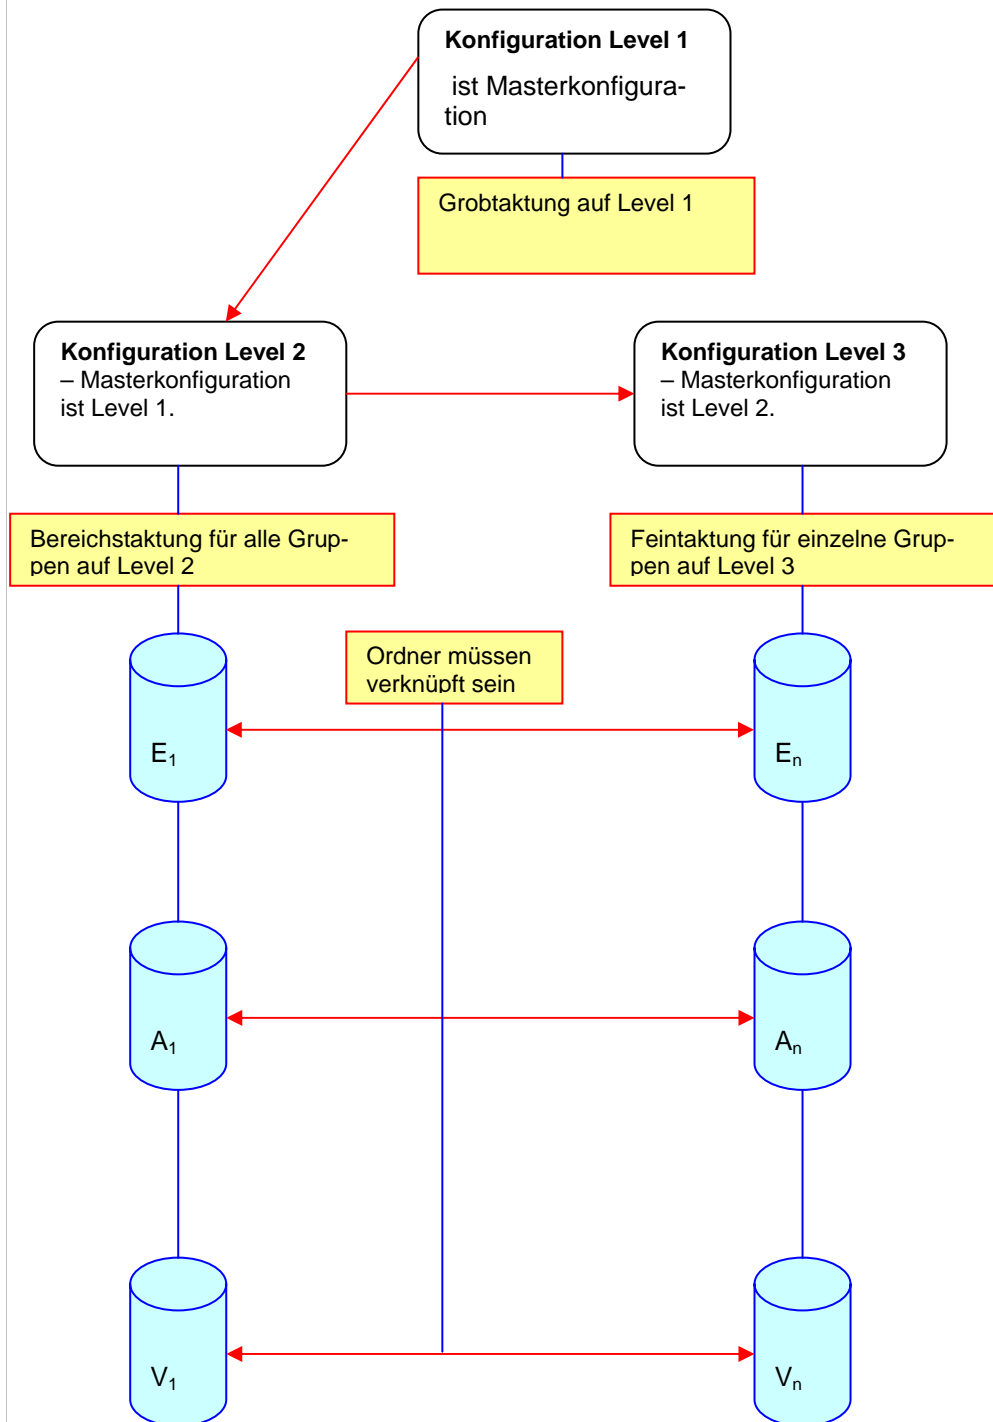 Konfiguration Level 1
ist Masterkonfigura-
tion
Grobtaktung auf Level 1
Konfiguration Level 2
– Masterkonfiguration
ist Level 1.
Konfiguration Level 3
– Masterkonfiguration
ist Level 2.
Bereichstaktung für alle Grup-
pen auf Level 2
Feintaktung für einzelne Grup-
pen auf Level 3
Ordner müssen
verknüpft sein
E₁
Eₙ
A₁
Aₙ
V₁
Vₙ